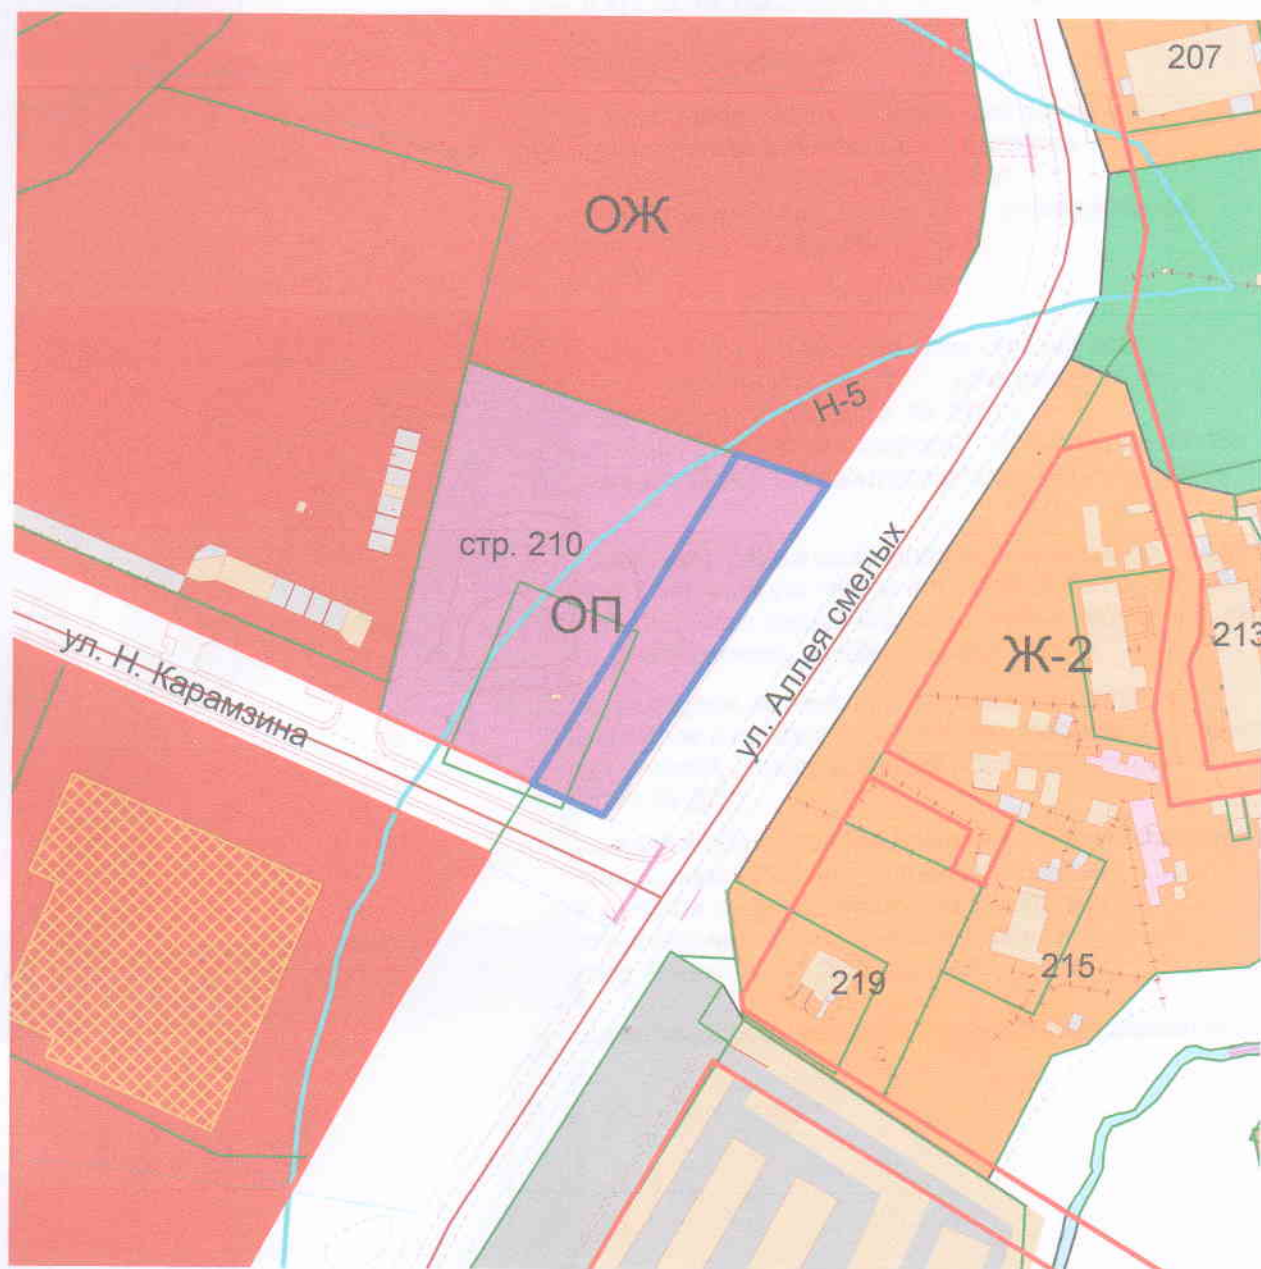 207
ОЖ
Н-5
стр. 210
ОП
ул. Аллея смелых
Ж-2
213
ул. Н. Карамзина
219
215